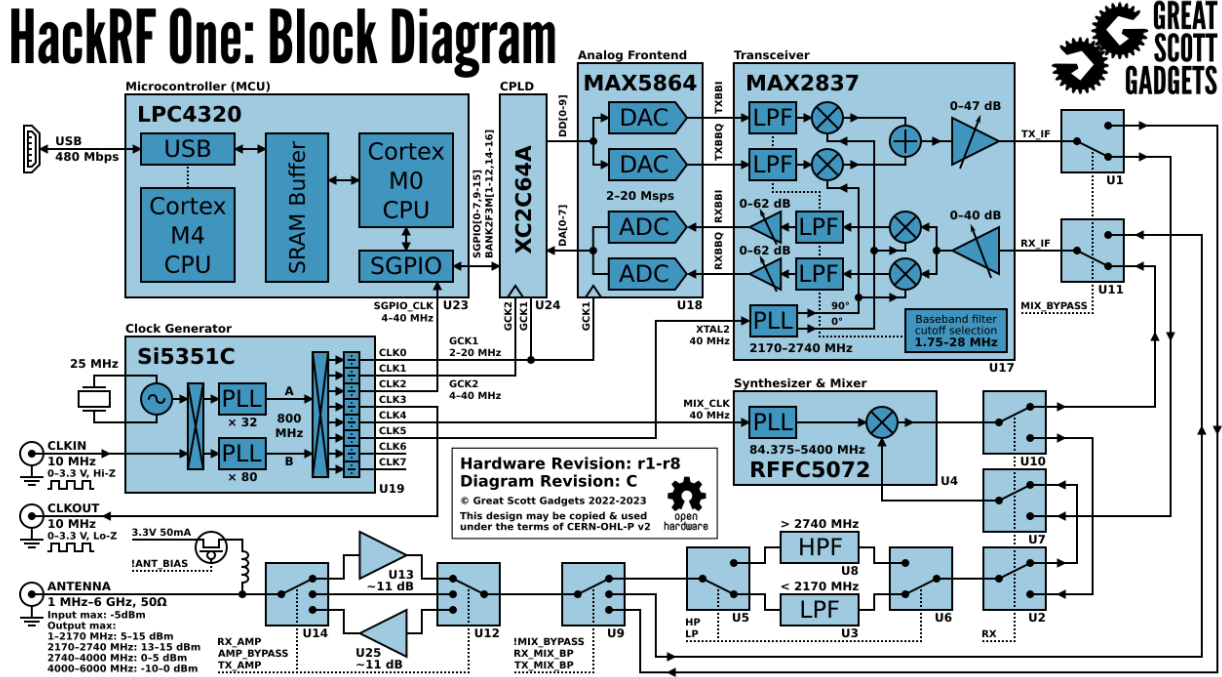 HackRF One: Block Diagram
GREAT
SCOTT
GADGETS
Microcontroller (MCU)
LPC4320
USB
480 Mbps
USB
Cortex
M4
CPU
SRAM Buffer
Cortex
M0
CPU
SGPIO
U23
SGPIO_CLK
4–40 MHz
SGPIO[0-7,9-15]
BANK2F3M[1-12,14-16]
CPLD
XC2C64A
U24
GCK2
GCK1
DD[0-9]
DA[0-7]
Analog Frontend
MAX5864
DAC
DAC
2–20 Msps
ADC
ADC
U18
GCK1
TXBBI
TXBBQ
RXBBI
RXBBQ
Transceiver
MAX2837
LPF
LPF
0–47 dB
0–62 dB
0–62 dB
LPF
LPF
0–40 dB
PLL
90°
0°
2170–2740 MHz
Baseband filter
cutoff selection
1.75–28 MHz
U17
XTAL2
40 MHz
TX_IF
U1
RX_IF
U11
MIX_BYPASS
Clock Generator
Si5351C
25 MHz
PLL
× 32
A
800
MHz
PLL
× 80
B
U19
CLK0
CLK1
CLK2
CLK3
CLK4
CLK5
CLK6
CLK7
GCK1
2–20 MHz
GCK2
4–40 MHz
CLKIN
10 MHz
0–3.3 V, Hi-Z
CLKOUT
10 MHz
0–3.3 V, Lo-Z
Synthesizer & Mixer
MIX_CLK
40 MHz
PLL
84.375–5400 MHz
RFFC5072
U4
U10
U7
U2
RX
Hardware Revision: r1-r8
Diagram Revision: C
© Great Scott Gadgets 2022-2023
This design may be copied & used
under the terms of CERN-OHL-P v2
open
hardware
3.3V 50mA
!ANT_BIAS
ANTENNA
1 MHz–6 GHz, 50Ω
Input max: -5dBm
Output max:
1–2170 MHz: 5–15 dBm
2170–2740 MHz: 13–15 dBm
2740–4000 MHz: 0–5 dBm
4000–6000 MHz: -10–0 dBm
U14
U13
~11 dB
U25
~11 dB
U12
RX_AMP
AMP_BYPASS
TX_AMP
U9
!MIX_BYPASS
RX_MIX_BP
TX_MIX_BP
U5
HP
LP
> 2740 MHz
HPF
U8
< 2170 MHz
LPF
U3
U6